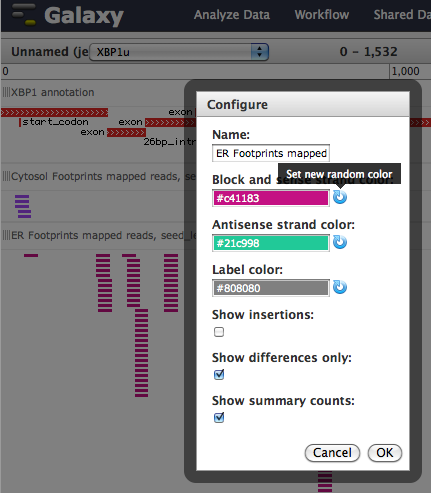 Galaxy
Analyze Data Workflow Shared Da
Unnamed (je XBP1u 0 – 1,532
0 1,000
XBP1 annotation
exon exon
start_codon
exon
26bp_intr
Cytosol Footprints mapped reads, se
ER Footprints mapped reads, seed_le
Configure
Name:
ER Footprints mapped
Set new random color
Block and sense strand color:
#c41183
Antisense strand color:
#21c998
Label color:
#808080
Show insertions:
Show differences only:
Show summary counts:
Cancel OK